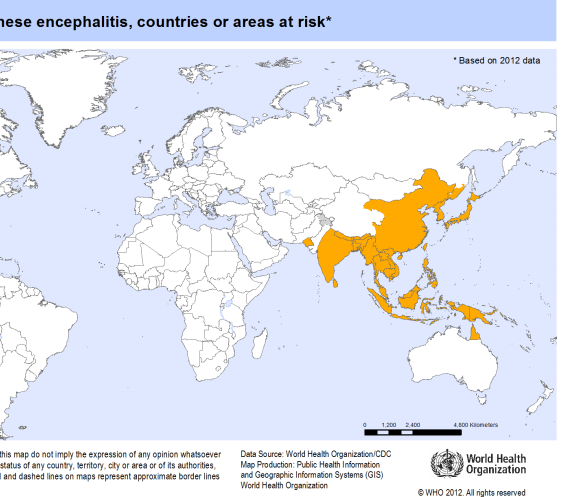 nese encephalitis, countries or areas at risk*
* Based on 2012 data
0 1,200 2,400 4,800 Kilometers
this map do not imply the expression of any opinion whatsoever
status of any country, territory, city or area or of its authorities,
d and dashed lines on maps represent approximate border lines
Data Source: World Health Organization/CDC
Map Production: Public Health Information
and Geographic Information Systems (GIS)
World Health Organization
World Health
Organization
© WHO 2012. All rights reserved